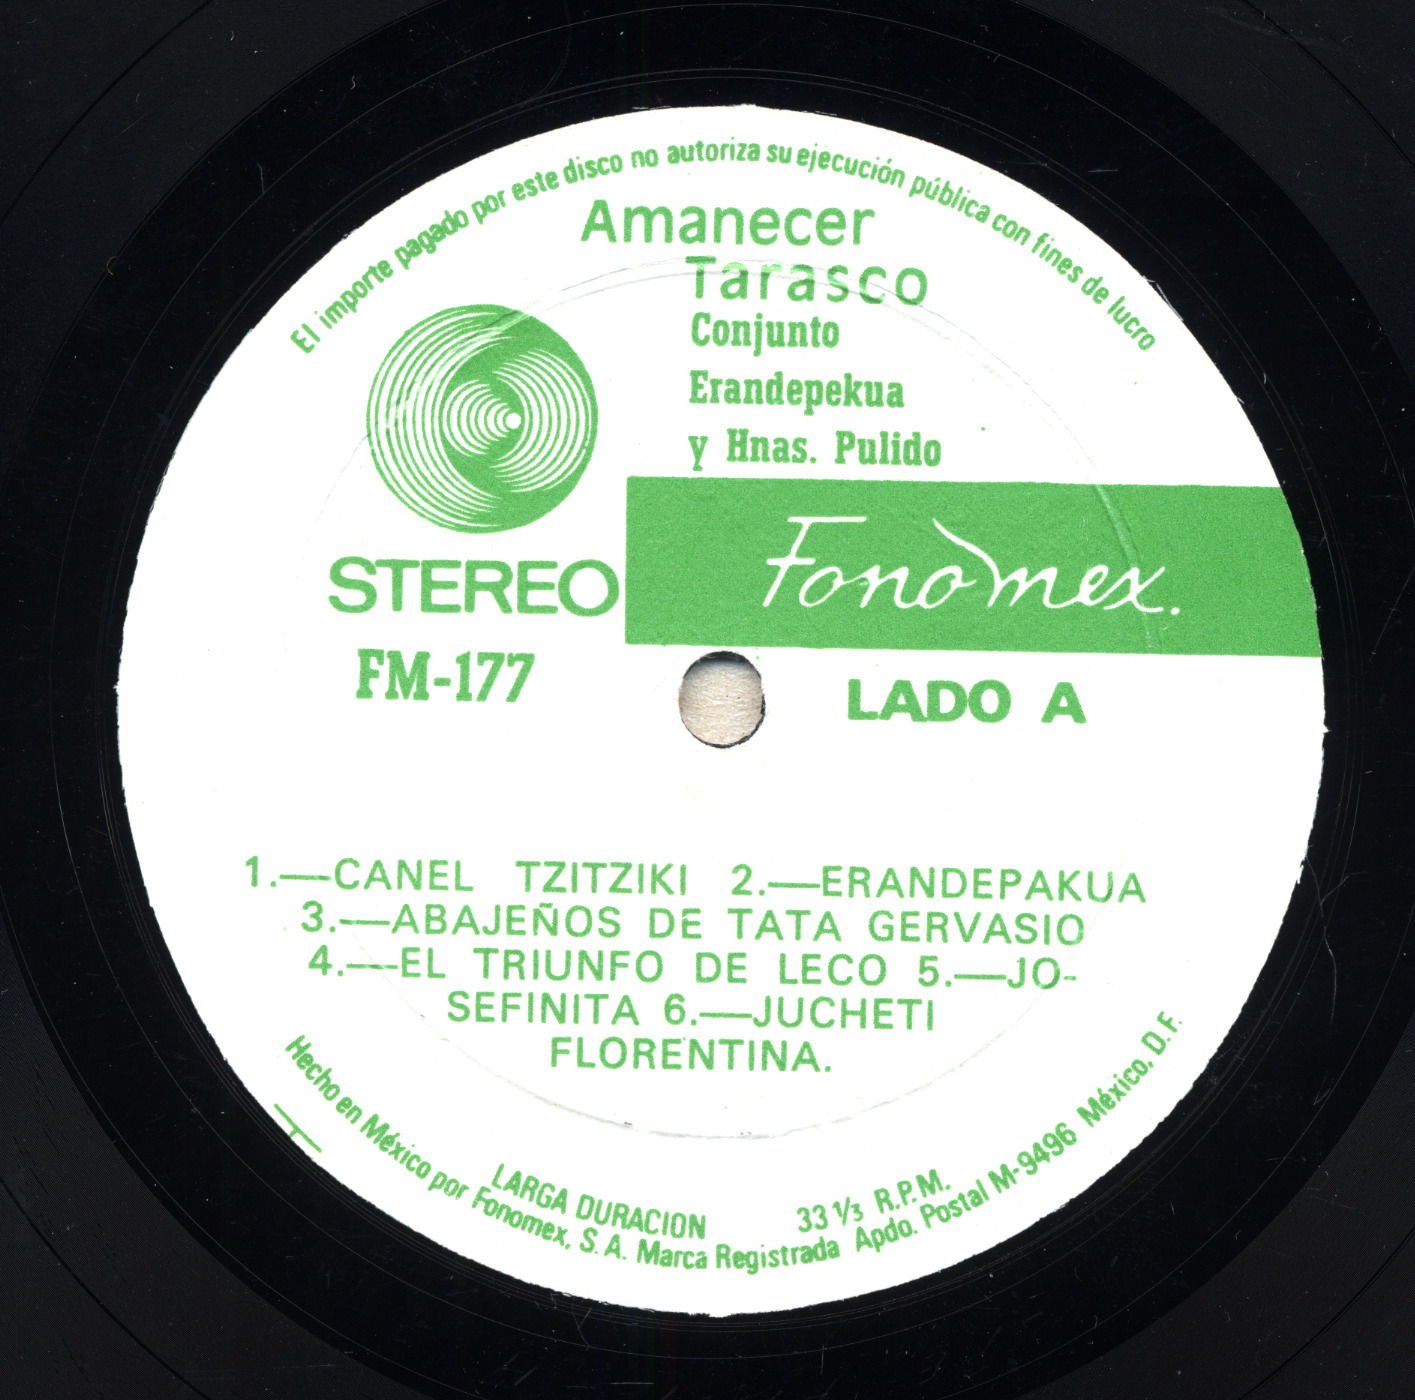 El importe pagado por este disco no autoriza su ejecución pública con fines de lucro
Amanecer
Tarasco
Conjunto
Erandepekua
y Hnas. Pulido
Fonomex.
STEREO
FM-177
LADO A
1.—CANEL TZITZIKI 2.—ERANDEPAKUA
3.—ABAJEÑOS DE TATA GERVASIO
4.—EL TRIUNFO DE LECO 5.—JO-
SEFINITA 6.—JUCHETI
FLORENTINA.
LARGA DURACION 33 1/3 R.P.M.
Hecho en México por Fonomex, S.A. Marca Registrada Apdo. Postal M-9496 México, D.F.